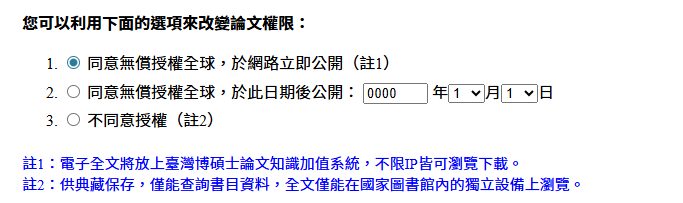 您可以利用下面的選項來改變論文權限：
1. 同意無償授權全球，於網路立即公開（註1）
2. 同意無償授權全球，於此日期後公開： 0000 年 1 月 1 日
3. 不同意授權（註2）
註1：電子全文將放上臺灣博碩士論文知識加值系統，不限IP皆可瀏覽下載。
註2：供典藏保存，僅能查詢書目資料，全文僅能在國家圖書館內的獨立設備上瀏覽。